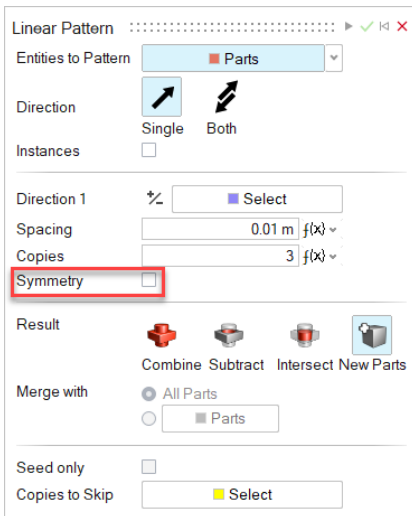 Linear Pattern
Entities to Pattern Parts
Direction
Single Both
Instances
Direction 1 +/- Select
Spacing 0.01 m f(x)
Copies 3 f(x)
Symmetry
Result
Combine Subtract Intersect New Parts
Merge with All Parts
Parts
Seed only
Copies to Skip Select